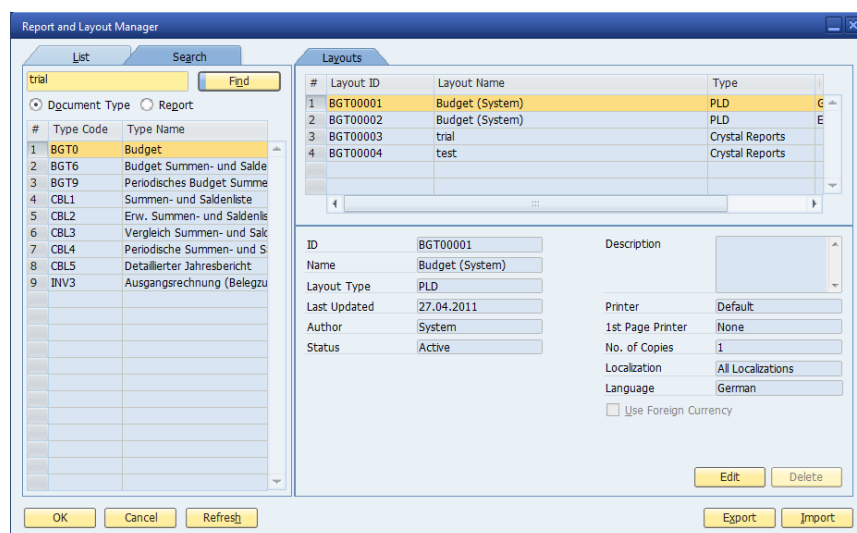 Report and Layout Manager
List Search
trial Find
Document Type Report
# Type Code Type Name
1 BGT0 Budget
2 BGT6 Budget Summen- und Salde
3 BGT9 Periodisches Budget Summe
4 CBL1 Summen- und Saldenliste
5 CBL2 Erw. Summen- und Saldenlis
6 CBL3 Vergleich Summen- und Sald
7 CBL4 Periodische Summen- und S
8 CBL5 Detaillierter Jahresbericht
9 INV3 Ausgangsrechnung (Belegzu
Layouts
# Layout ID Layout Name Type
1 BGT00001 Budget (System) PLD G
2 BGT00002 Budget (System) PLD E
3 BGT00003 trial Crystal Reports
4 BGT00004 test Crystal Reports
ID BGT00001
Name Budget (System)
Layout Type PLD
Last Updated 27.04.2011
Author System
Status Active
Description
Printer Default
1st Page Printer None
No. of Copies 1
Localization All Localizations
Language German
Use Foreign Currency
Edit Delete
OK Cancel Refresh Export Import